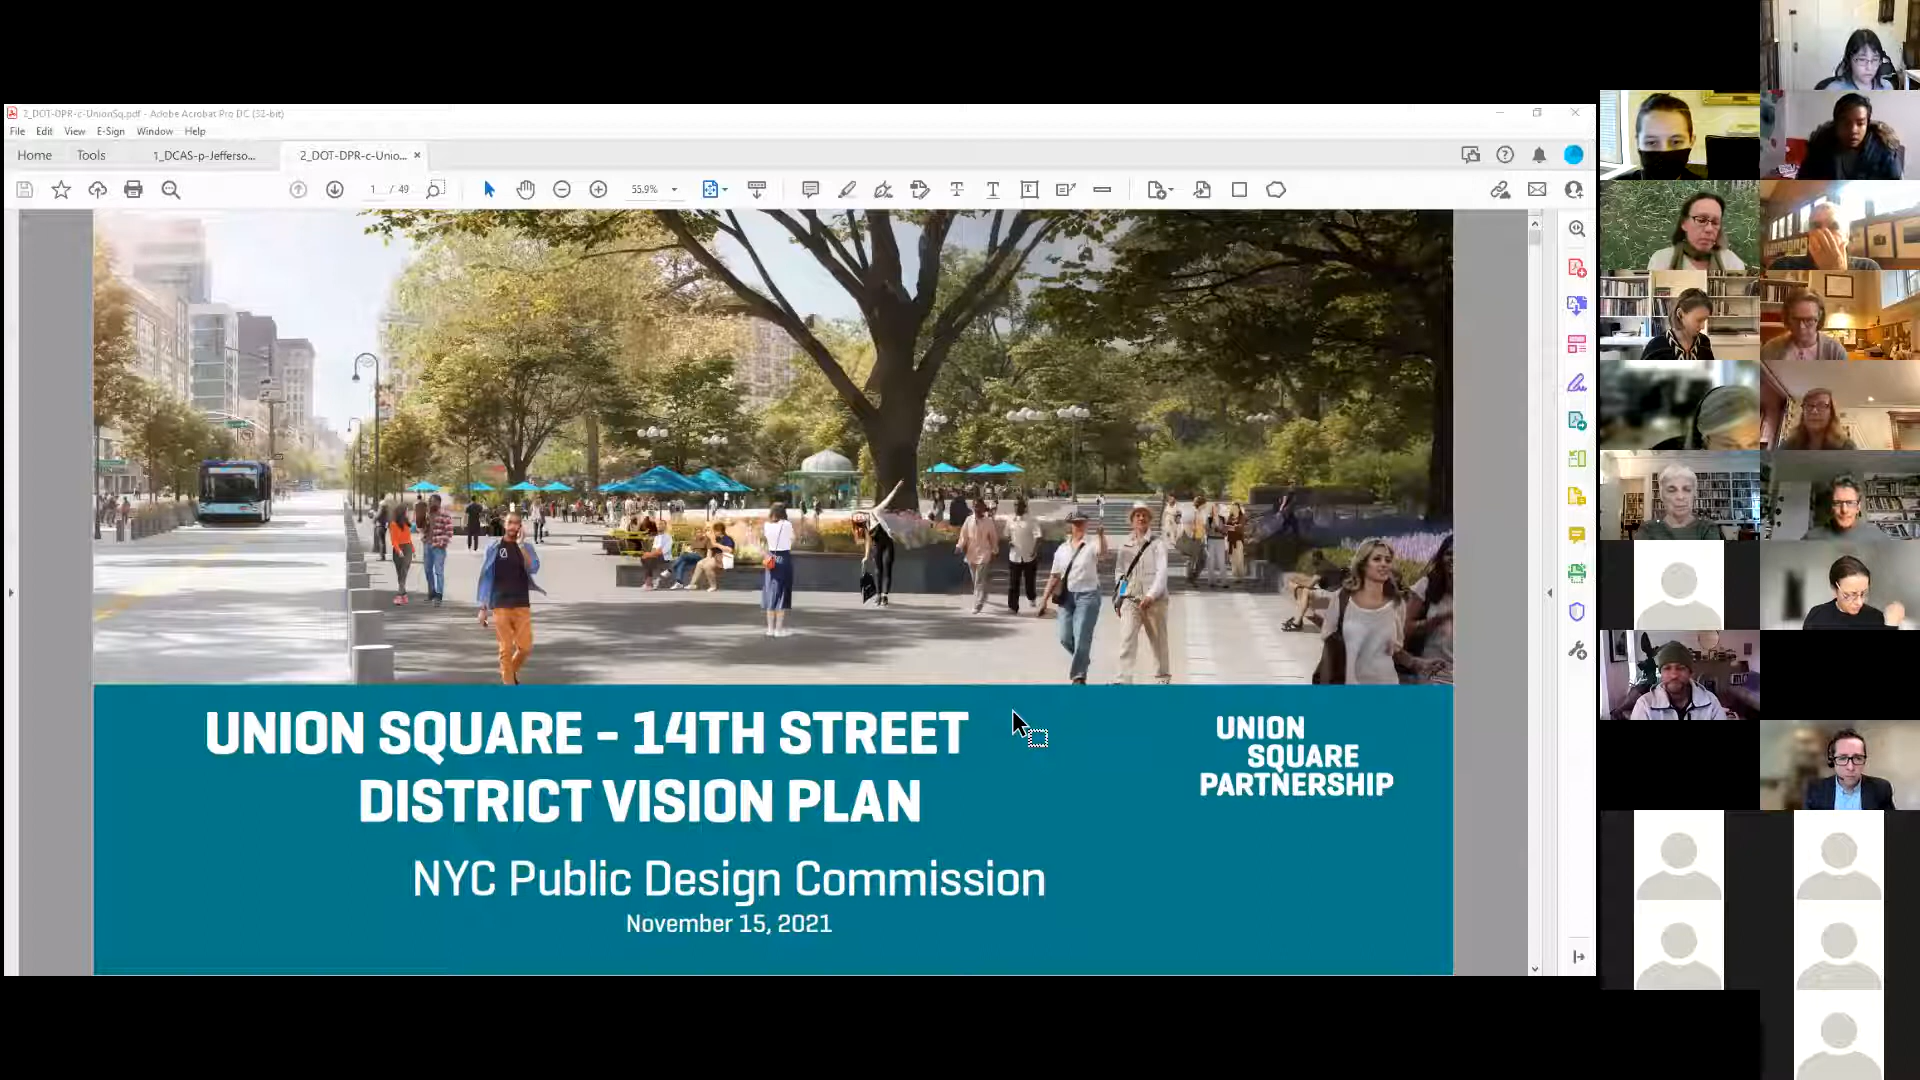 2_DOT-DPR-c-UnionSq.pdf - Adobe Acrobat Pro DC (32-bit)
File Edit View E-Sign Window Help
Home Tools 1_DCAS-p-Jefferso... 2_DOT-DPR-c-Unio...
1 / 49 55.9%
UNION SQUARE – 14TH STREET
DISTRICT VISION PLAN
UNION
SQUARE
PARTNERSHIP
NYC Public Design Commission
November 15, 2021